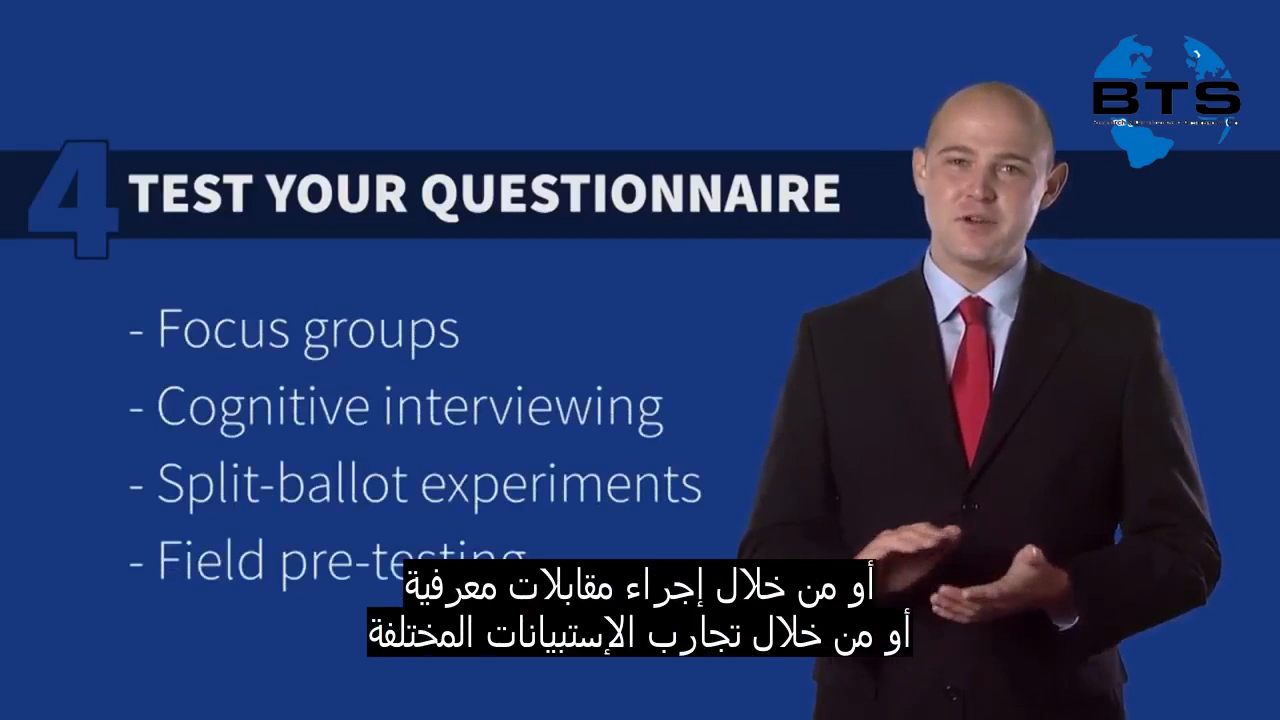 BTS
4 TEST YOUR QUESTIONNAIRE
- Focus groups
- Cognitive interviewing
- Split-ballot experiments
- Field pre-testing
أو من خلال إجراء مقابلات معرفية
أو من خلال تجارب الإستبيانات المختلفة